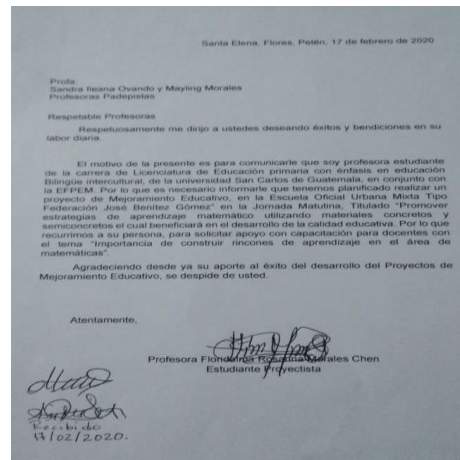 Santa Elena, Flores, Petén, 17 de febrero de 2020
Profa:
Sandra Ileana Ovando y Mayling Morales
Profesoras Padepistas
Respetable Profesoras
Respetuosamente me dirijo a ustedes deseando éxitos y bendiciones en su
labor diaria.
El motivo de la presente es para comunicarle que soy profesora estudiante
de la carrera de Licenciatura de Educación primaria con énfasis en educación
Bilingüe intercultural, de la universidad San Carlos de Guatemala, en conjunto con
la EFPEM. Por lo que es necesario informarle que tenemos planificado realizar un
proyecto de Mejoramiento Educativo, en la Escuela Oficial Urbana Mixta Tipo
Federación José Benítez Gómez" en la Jornada Matutina Titulado "Promover
estrategias de aprendizaje matemático utilizando materiales concretos y
semiconcretos el cual beneficiará en el desarrollo de la calidad educativa. Por lo que
recurrimos a su persona, para solicitar apoyo con capacitación para docentes con
el tema "Importancia de construir rincones de aprendizaje en el área de
matemáticas".
Agradeciendo desde ya su aporte al éxito del desarrollo del Proyectos de
Mejoramiento Educativo, se despide de usted.
Atentamente,
Profesora Rosalina Morales Chen
Estudiante Proyectista
Recibido
17/02/2020.